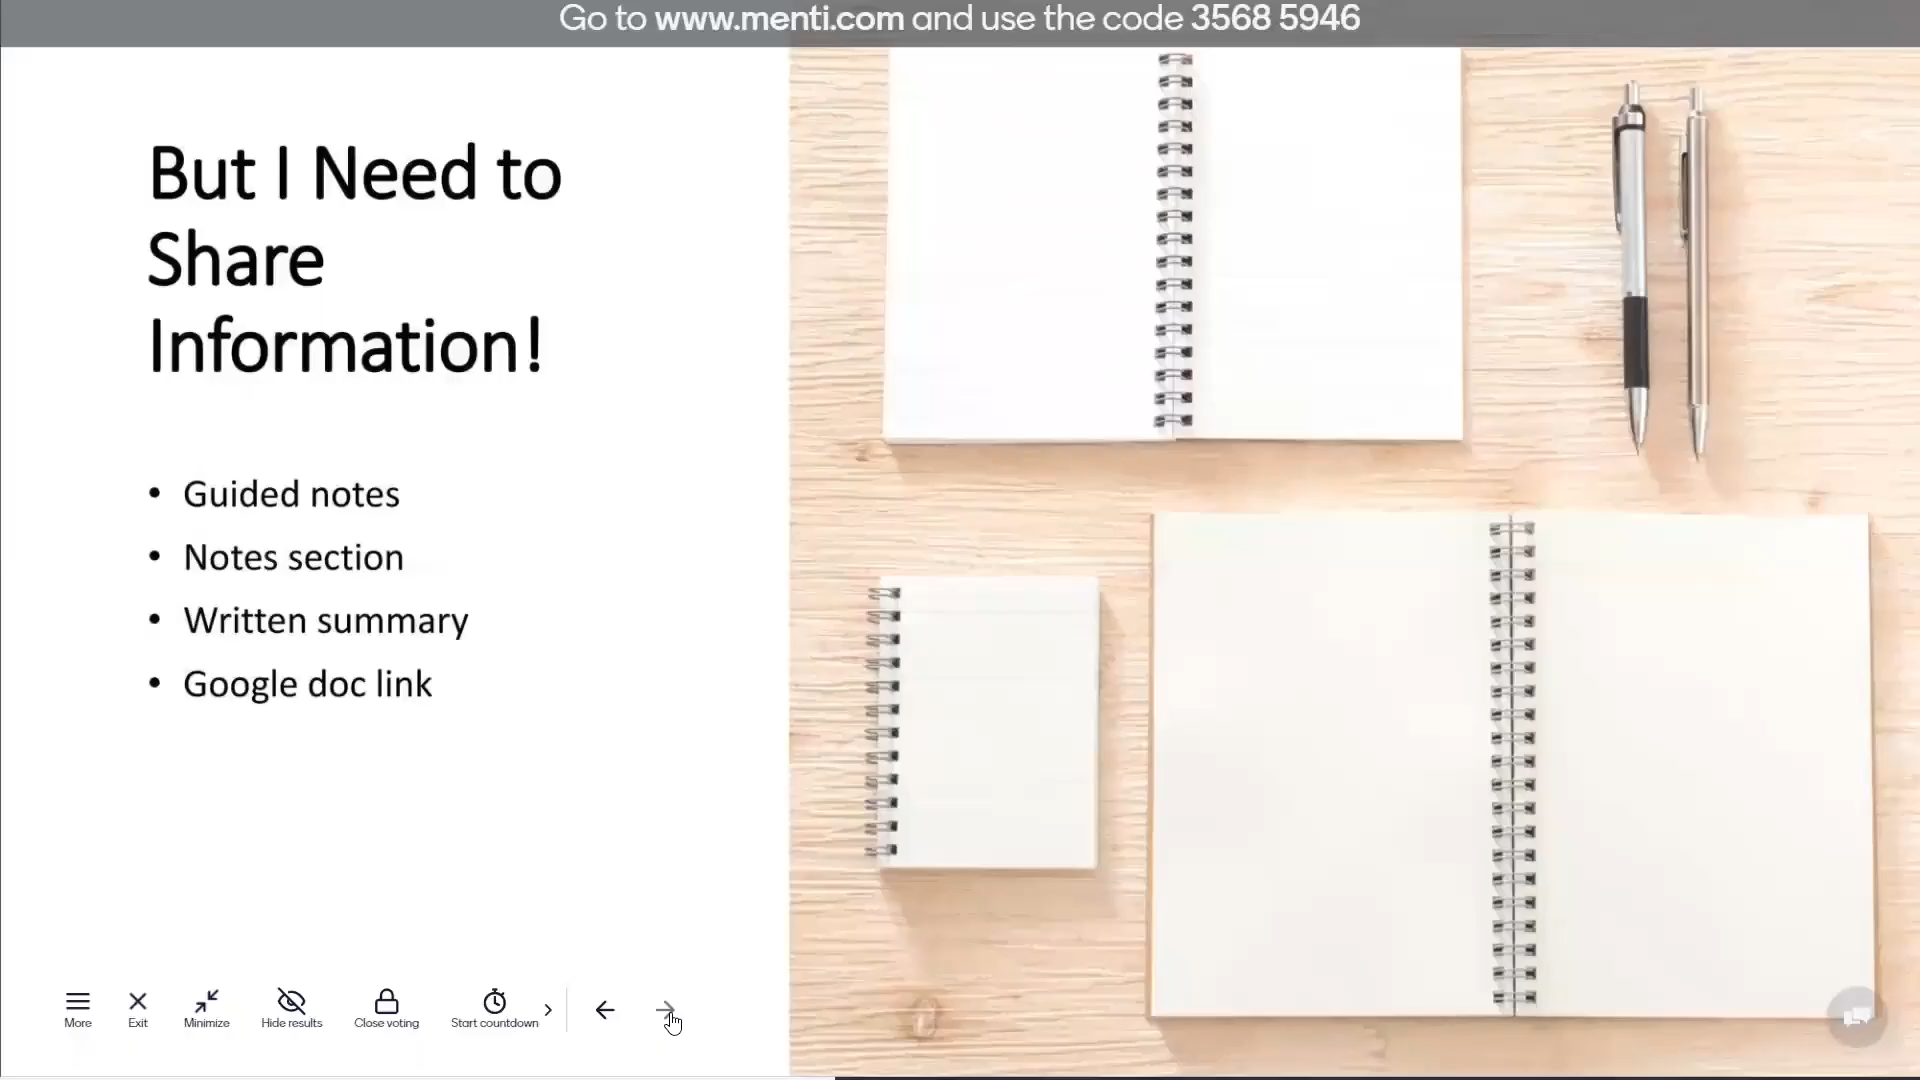 Go to www.menti.com and use the code 3568 5946
But I Need to
Share
Information!
• Guided notes
• Notes section
• Written summary
• Google doc link
More
Exit
Minimize
Hide results
Close voting
Start countdown